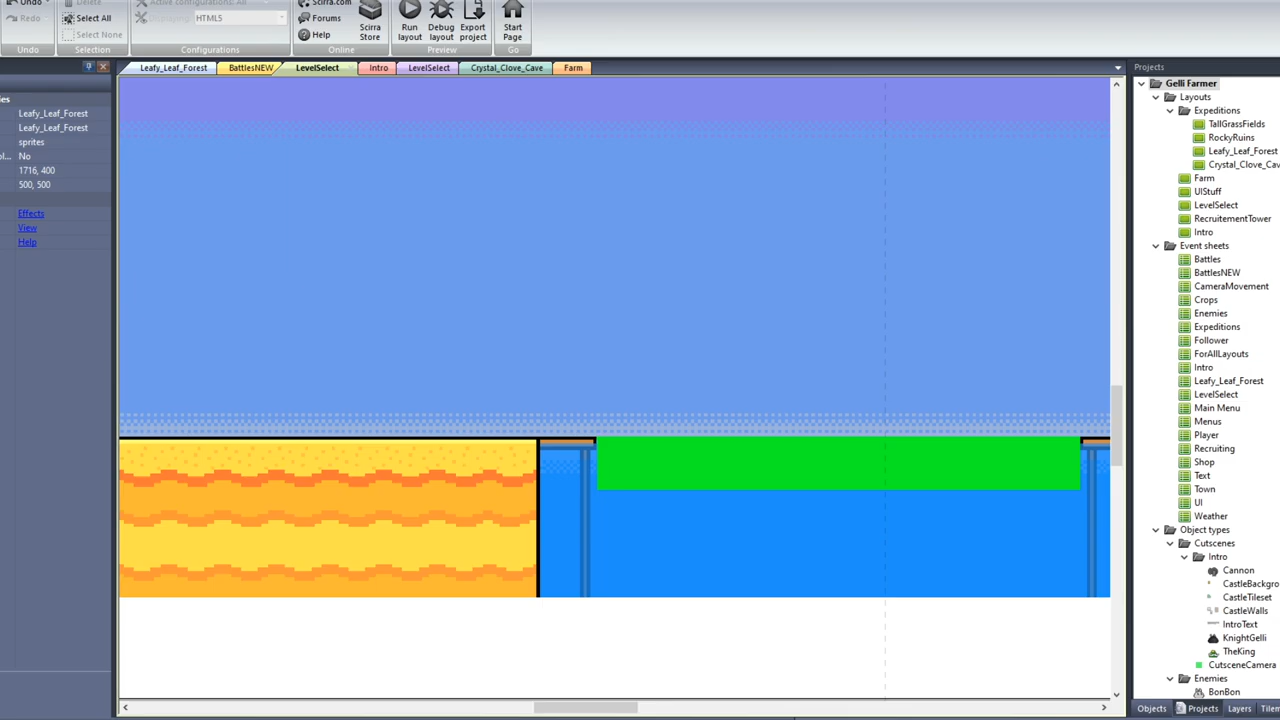 Undo
Redo
Undo
Delete
Select All
Select None
Selection
Active configurations: All
Displaying: HTML5
Configurations
Scirra.com
Forums
Help
Online
Scirra Store
Run layout
Debug layout
Export project
Preview
Start Page
Go
Leafy_Leaf_Forest
BattlesNEW
LevelSelect
Intro
LevelSelect
Crystal_Clove_Cave
Farm
Projects
ies
Leafy_Leaf_Forest
Leafy_Leaf_Forest
sprites
ol... No
1716, 400
500, 500
Effects
View
Help
Gelli Farmer
Layouts
Expeditions
TallGrassFields
RockyRuins
Leafy_Leaf_Forest
Crystal_Clove_Cav
Farm
UIStuff
LevelSelect
RecruitementTower
Intro
Event sheets
Battles
BattlesNEW
CameraMovement
Crops
Enemies
Expeditions
Follower
ForAllLayouts
Intro
Leafy_Leaf_Forest
LevelSelect
Main Menu
Menus
Player
Recruiting
Shop
Text
Town
UI
Weather
Object types
Cutscenes
Intro
Cannon
CastleBackgro
CastleTileset
CastleWalls
IntroText
KnightGelli
TheKing
CutsceneCamera
Enemies
BonBon
Objects
Projects
Layers
Tilem